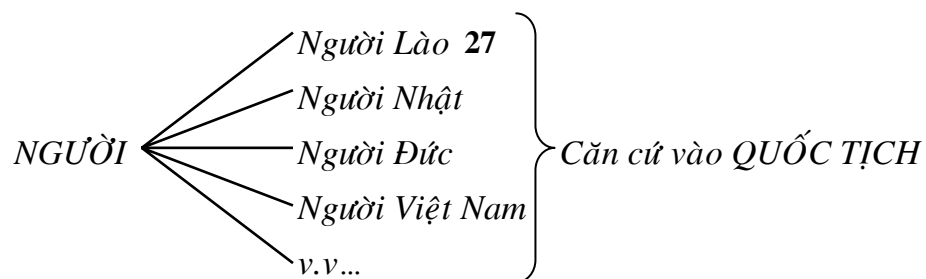 Người Lào 27
Người Nhật
NGƯỜI Người Đức Căn cứ vào QUỐC TỊCH
Người Việt Nam
v.v...